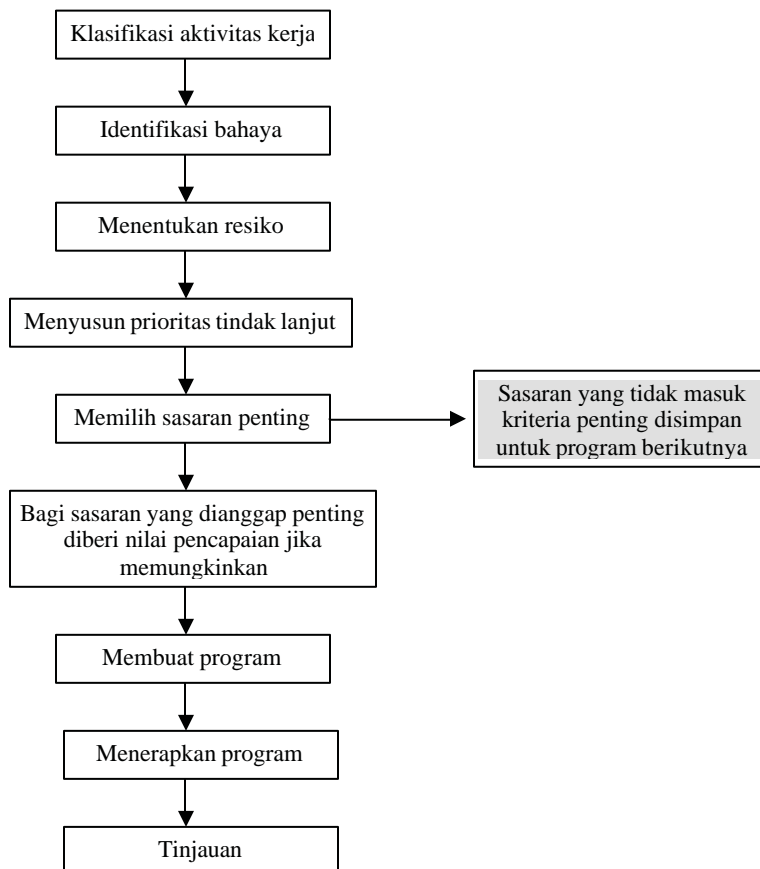 Klasifikasi aktivitas kerja
Identifikasi bahaya
Menentukan resiko
Menyusun prioritas tindak lanjut
Memilih sasaran penting
Sasaran yang tidak masuk
kriteria penting disimpan
untuk program berikutnya
Bagi sasaran yang dianggap penting
diberi nilai pencapaian jika
memungkinkan
Membuat program
Menerapkan program
Tinjauan